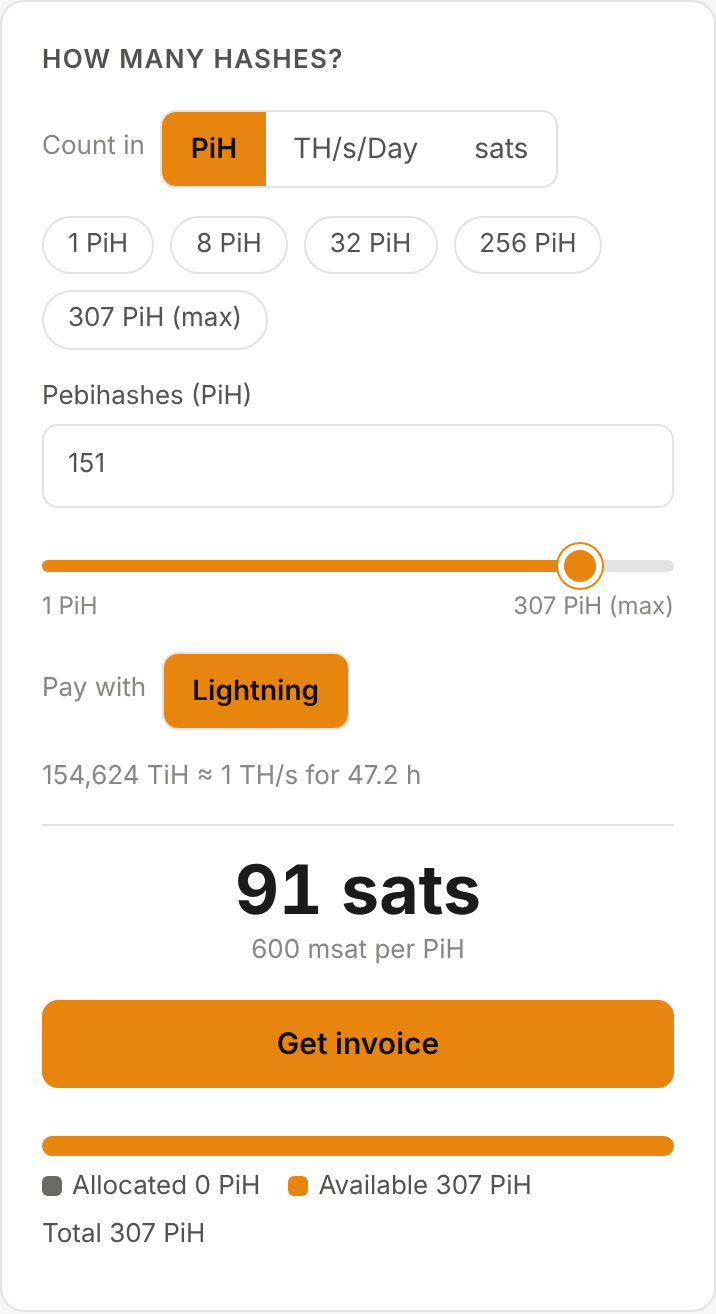 HOW MANY HASHES?
Count in PiH TH/s/Day sats
1 PiH 8 PiH 32 PiH 256 PiH
307 PiH (max)
Pebihashes (PiH)
151
1 PiH 307 PiH (max)
Pay with Lightning
154,624 TiH ≈ 1 TH/s for 47.2 h
91 sats
600 msat per PiH
Get invoice
Allocated 0 PiH Available 307 PiH
Total 307 PiH